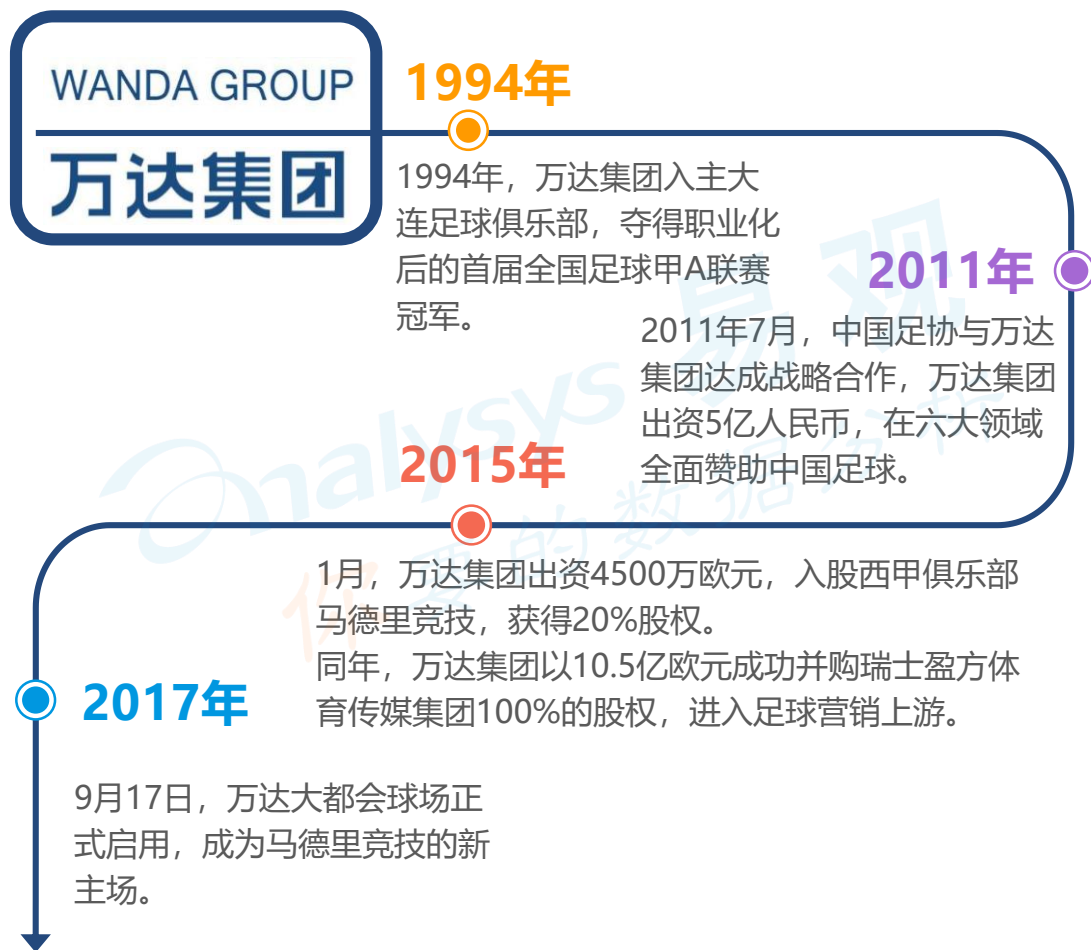 WANDA GROUP
万达集团
1994年
1994年，万达集团入主大
连足球俱乐部，夺得职业化
后的首届全国足球甲A联赛
冠军。
2011年
2011年7月，中国足协与万达
集团达成战略合作，万达集团
出资5亿人民币，在六大领域
全面赞助中国足球。
2015年
1月，万达集团出资4500万欧元，入股西甲俱乐部
马德里竞技，获得20%股权。
同年，万达集团以10.5亿欧元成功并购瑞士盈方体
育传媒集团100%的股权，进入足球营销上游。
2017年
9月17日，万达大都会球场正
式启用，成为马德里竞技的新
主场。
analysys 易观
你要的数据分析